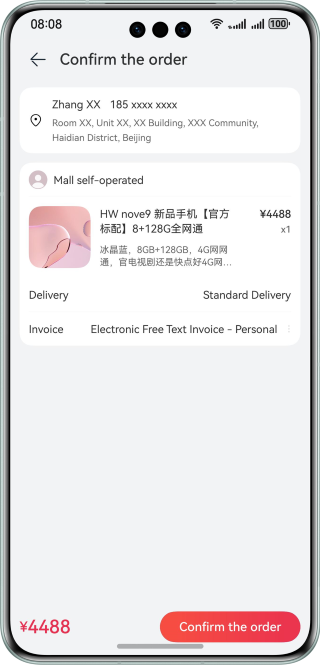 08:08
100
Confirm the order
Zhang XX 185 xxxx xxxx
Room XX, Unit XX, XX Building, XXX Community,
Haidian District, Beijing
Mall self-operated
HW nove9 新品手机【官方
¥4488
标配】8+128G全网通
x1
冰晶蓝，8GB+128GB，4G网网
通，官电视剧还是快点好4G网...
Delivery
Standard Delivery
Invoice
Electronic Free Text Invoice - Personal
¥4488
Confirm the order